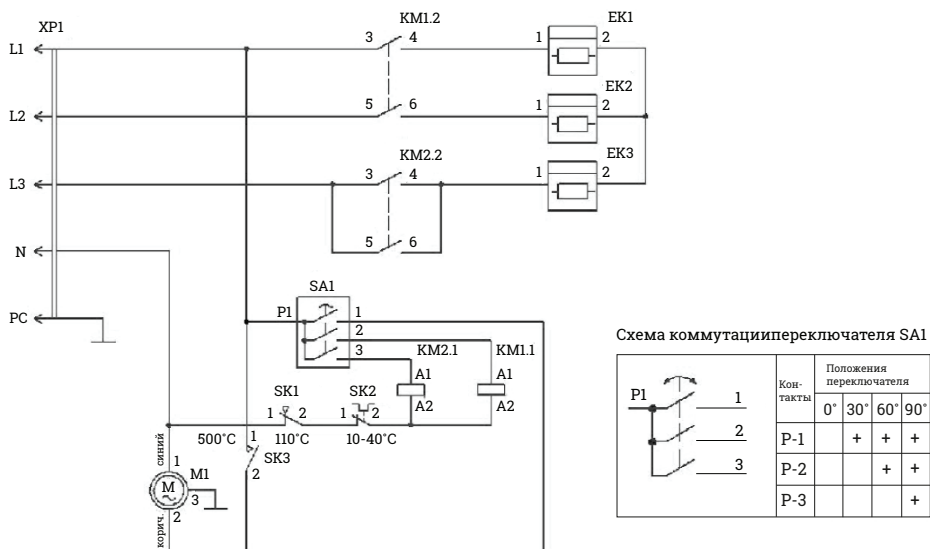 XP1
KM1.2
EK1
L1
3 4
1 2
EK2
L2
5 6
1 2
KM2.2
EK3
L3
3 4
1 2
5 6
N
SA1
PC
P1
1
2
3
KM2.1
KM1.1
A1
A1
A2
A2
SK1
SK2
1 2
1 2
500°C
1
110°C
10-40°C
SK3
2
синий
1
M1
M
3
2
корич.
Схема коммутациипереключателя SA1
P1
1
2
3
Кон-
такты
Положения
переключателя
0° 30° 60° 90°
P-1 + + +
P-2 + +
P-3 +